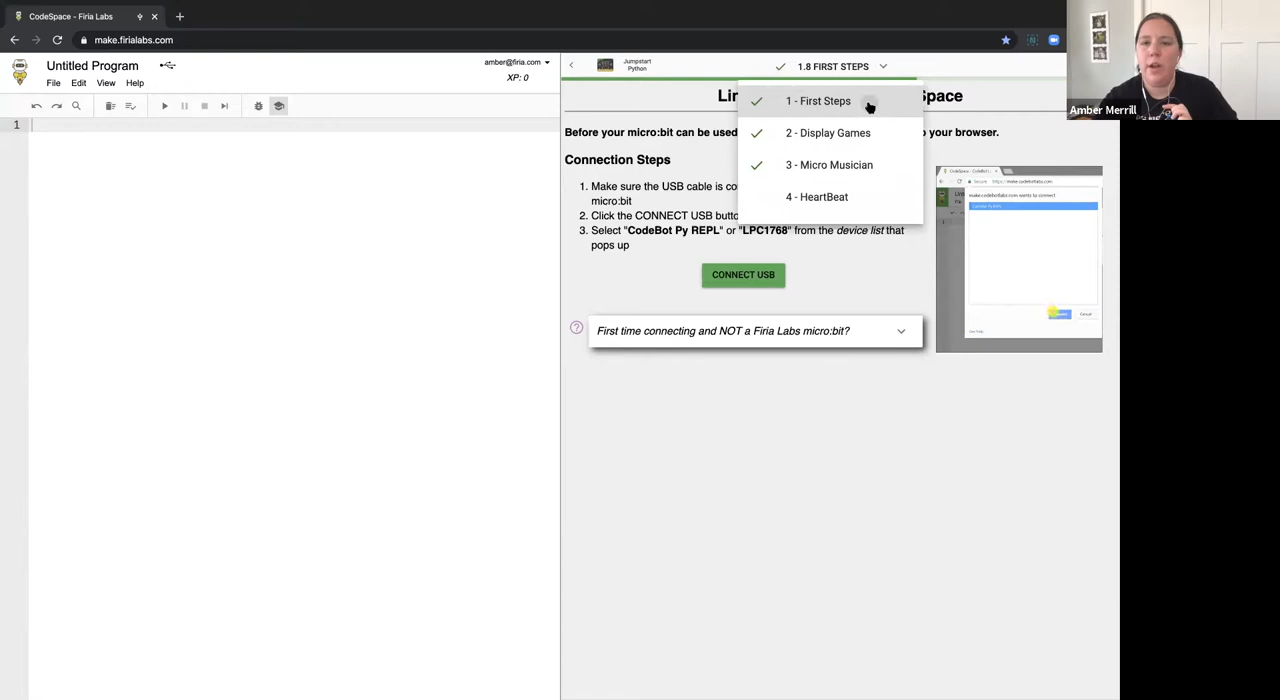 CodeSpace - Firia Labs
make.firialabs.com
Untitled Program
amber@firia.com
File Edit View Help
XP: 0
1
Jumpstart
Python
1.8 FIRST STEPS
Lin
pace
1 - First Steps
2 - Display Games
3 - Micro Musician
4 - HeartBeat
Before your micro:bit can be used
o your browser.
Connection Steps
1. Make sure the USB cable is co
micro:bit
2. Click the CONNECT USB butto
3. Select "CodeBot Py REPL" or "LPC1768" from the device list that
pops up
CONNECT USB
First time connecting and NOT a Firia Labs micro:bit?
Amber Merrill